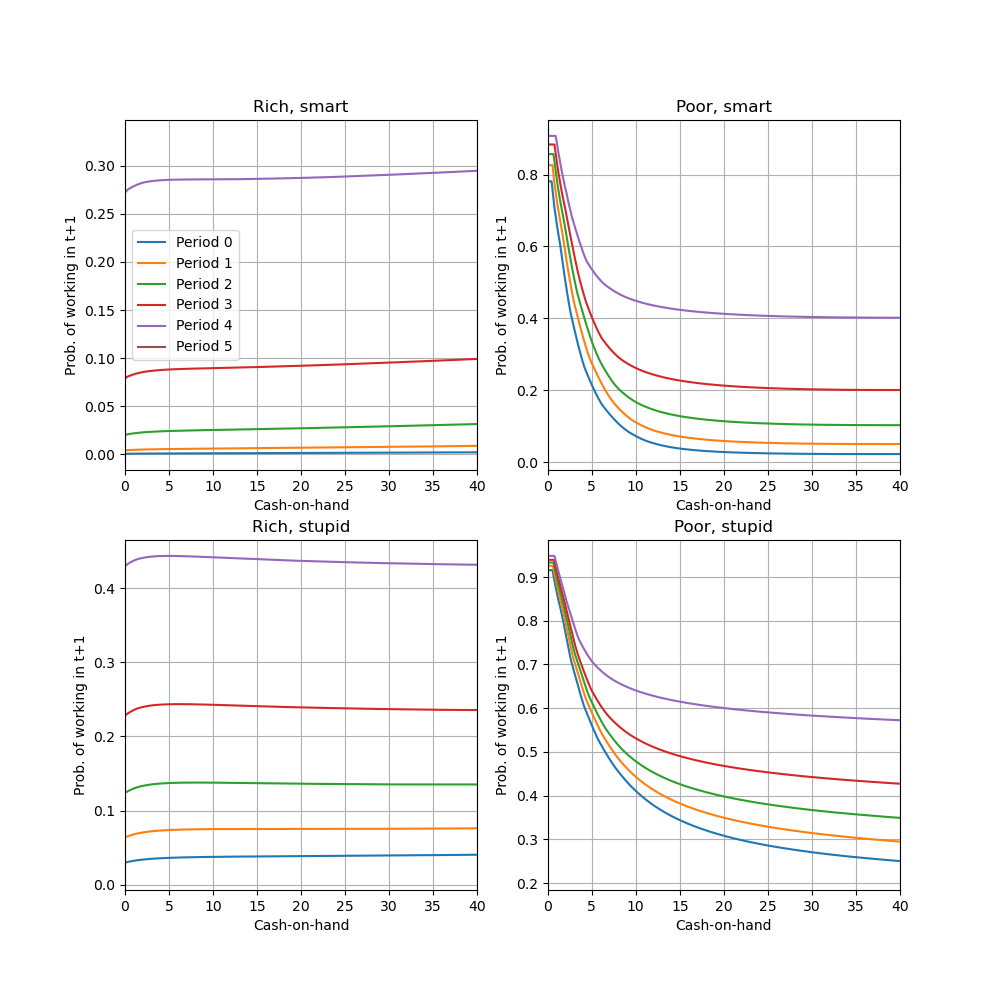 Rich, smart
Prob. of working in t+1
0.30
0.25
0.20
0.15
0.10
0.05
0.00
Period 0
Period 1
Period 2
Period 3
Period 4
Period 5
0 5 10 15 20 25 30 35 40
Cash-on-hand
Poor, smart
Prob. of working in t+1
0.8
0.6
0.4
0.2
0.0
0 5 10 15 20 25 30 35 40
Cash-on-hand
Rich, stupid
Prob. of working in t+1
0.4
0.3
0.2
0.1
0.0
0 5 10 15 20 25 30 35 40
Cash-on-hand
Poor, stupid
Prob. of working in t+1
0.9
0.8
0.7
0.6
0.5
0.4
0.3
0.2
0 5 10 15 20 25 30 35 40
Cash-on-hand